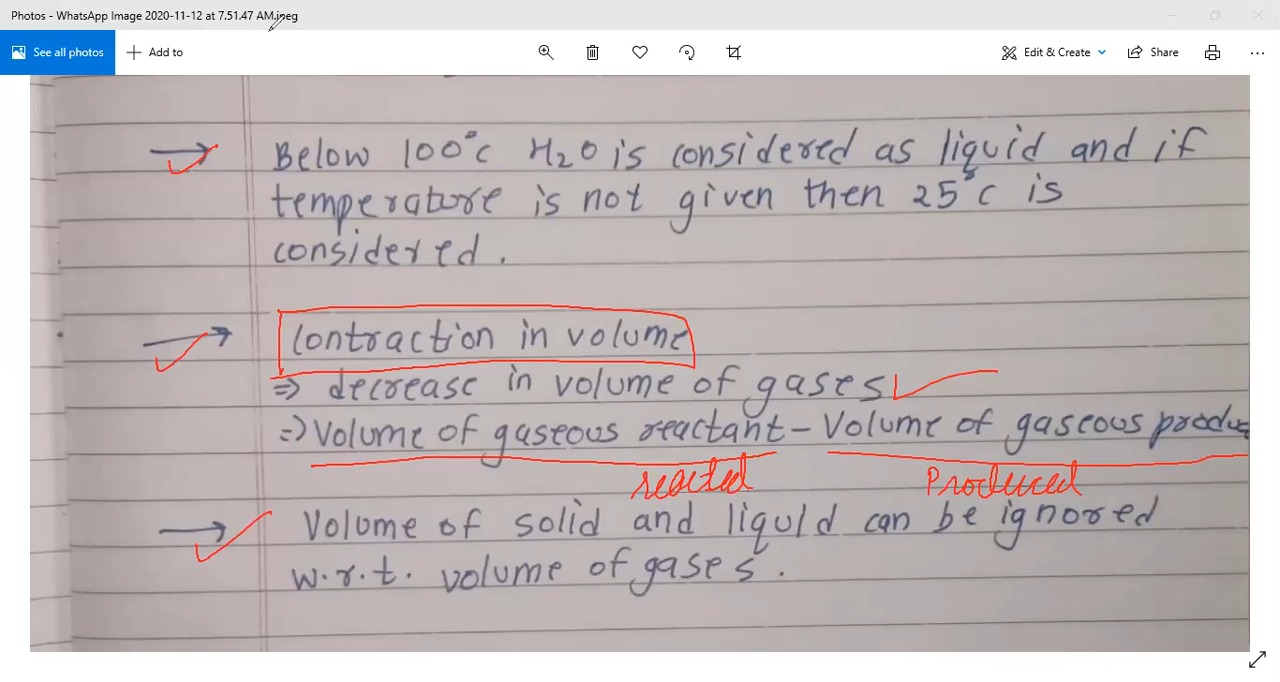 Photos - WhatsApp Image 2020-11-12 at 7.51.47 AM.jpeg
See all photos
Add to
Edit & Create
Share
Below 100°c H2O is considered as liquid and if
temperature is not given then 25°c is
considered.
Contraction in volume
⇒ decrease in volume of gases
⇒ Volume of gaseous reactant - Volume of gaseous produc
reacted Produced
→ Volume of solid and liquid can be ignored
w.r.t. volume of gases.